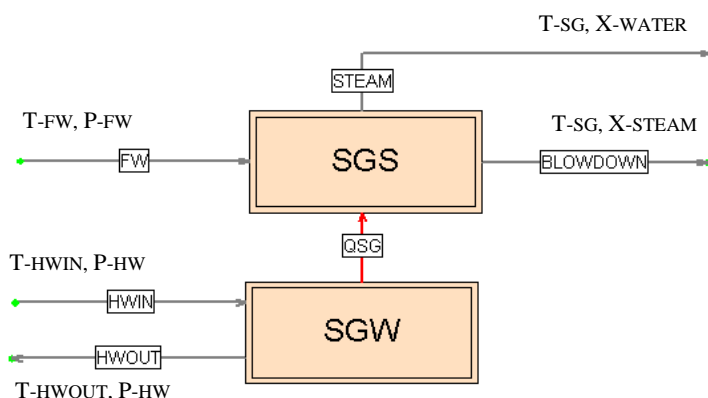 T-SG, X-WATER
STEAM
T-FW, P-FW
T-SG, X-STEAM
FW
SGS
BLOWDOWN
QSG
T-HWIN, P-HW
HWIN
SGW
HWOUT
T-HWOUT, P-HW